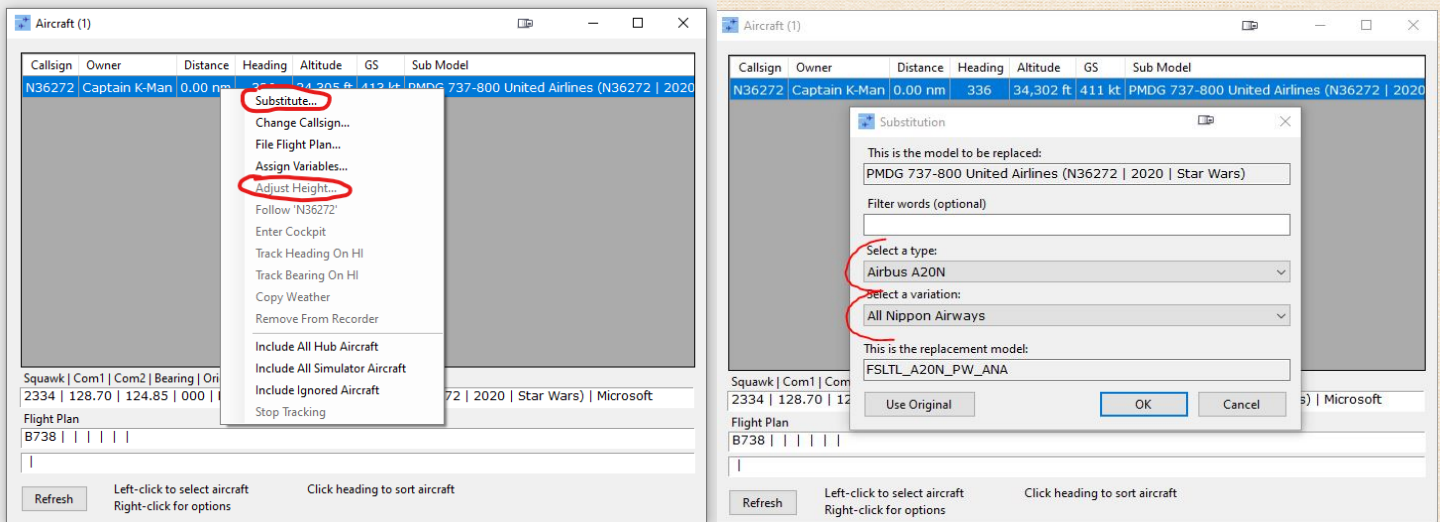 Aircraft (1)
Callsign Owner Distance Heading Altitude GS Sub Model
N36272 Captain K-Man 0.00 nm 34,305 ft 413 kt PMDG 737-800 United Airlines (N36272 | 2020
Substitute...
Change Callsign...
File Flight Plan...
Assign Variables...
Adjust Height...
Follow 'N36272'
Enter Cockpit
Track Heading On HI
Track Bearing On HI
Copy Weather
Remove From Recorder
Include All Hub Aircraft
Include All Simulator Aircraft
Include Ignored Aircraft
Stop Tracking
Squawk | Com1 | Com2 | Bearing | Ori
2334 | 128.70 | 124.85 | 000 | 72 | 2020 | Star Wars) | Microsoft
Flight Plan
B738 | | | | | |
|
Refresh
Left-click to select aircraft Click heading to sort aircraft
Right-click for options
Aircraft (1)
Callsign Owner Distance Heading Altitude GS Sub Model
N36272 Captain K-Man 0.00 nm 336 34,302 ft 411 kt PMDG 737-800 United Airlines (N36272 | 2020
Substitution
This is the model to be replaced:
PMDG 737-800 United Airlines (N36272 | 2020 | Star Wars)
Filter words (optional)
Select a type:
Airbus A20N
Select a variation:
All Nippon Airways
This is the replacement model:
FSLTL_A20N_PW_ANA
Use Original OK Cancel
Squawk | Com1 | Com
2334 | 128.70 | 12 s) | Microsoft
Flight Plan
B738 | | | | | |
|
Refresh
Left-click to select aircraft Click heading to sort aircraft
Right-click for options